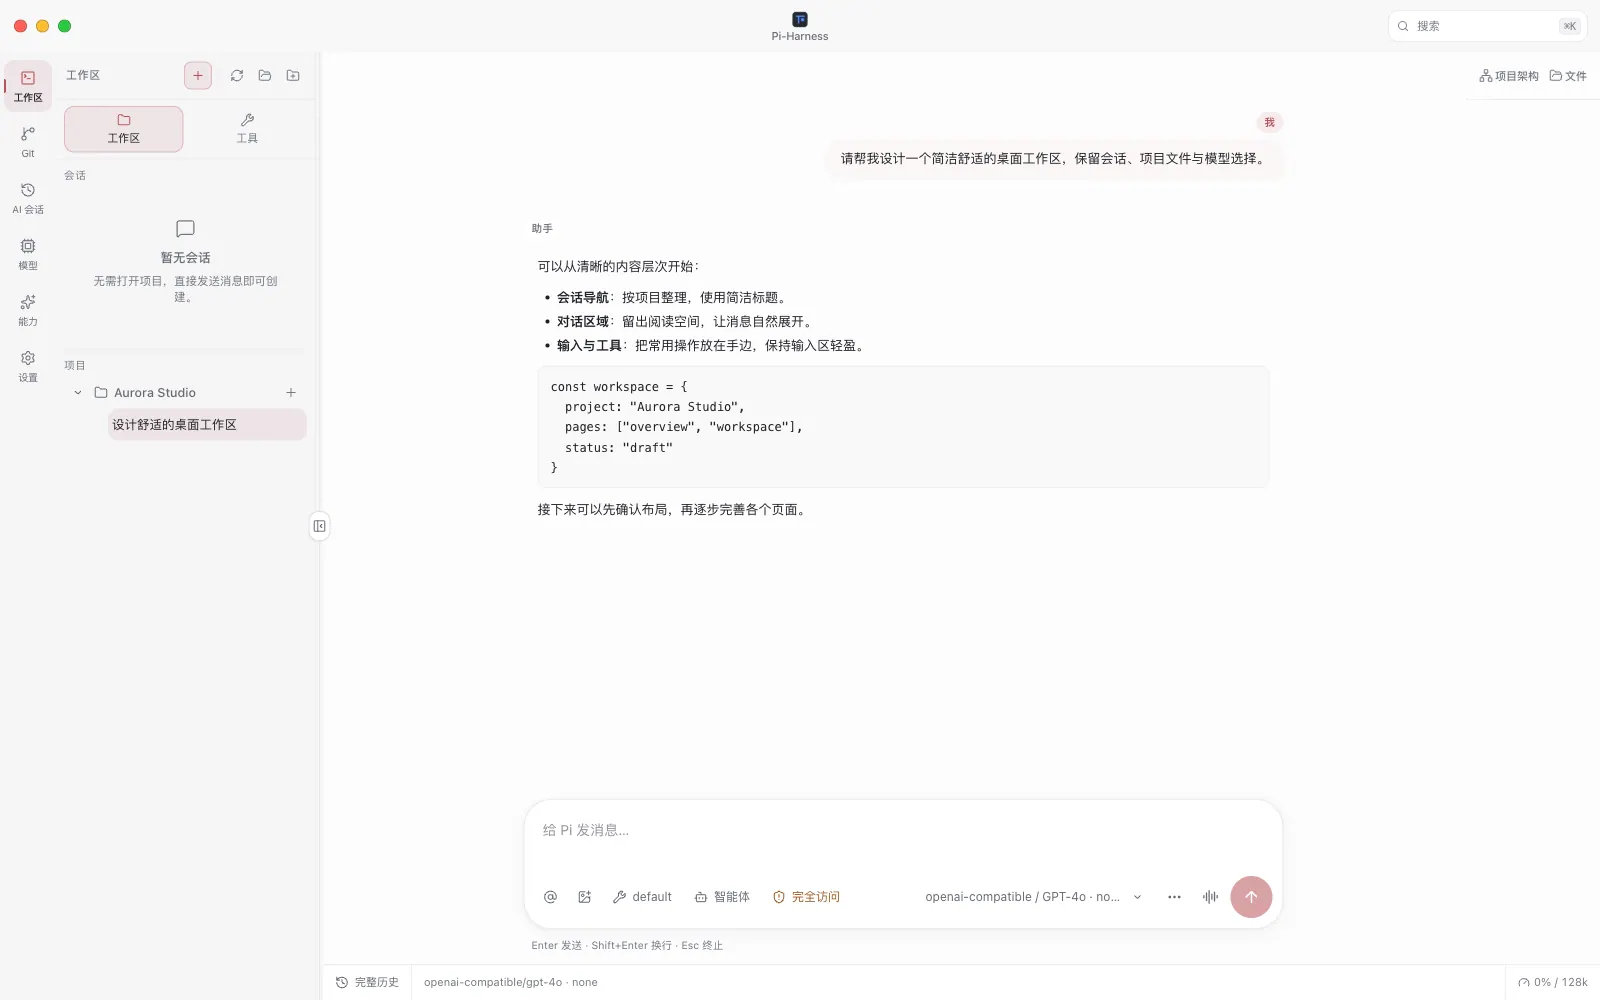 Pi-Harness
搜索
⌘K
工作区
Git
AI 会话
模型
能力
设置
工作区
工作区
工具
会话
暂无会话
无需打开项目，直接发送消息即可创
建。
项目
Aurora Studio
设计舒适的桌面工作区
项目架构
文件
我
请帮我设计一个简洁舒适的桌面工作区，保留会话、项目文件与模型选择。
助手
可以从清晰的内容层次开始：
• 会话导航：按项目整理，使用简洁标题。
• 对话区域：留出阅读空间，让消息自然展开。
• 输入与工具：把常用操作放在手边，保持输入区轻盈。
const workspace = {
  project: "Aurora Studio",
  pages: ["overview", "workspace"],
  status: "draft"
}
接下来可以先确认布局，再逐步完善各个页面。
给 Pi 发消息...
default
智能体
完全访问
openai-compatible / GPT-4o · no...
Enter 发送 · Shift+Enter 换行 · Esc 终止
完整历史
openai-compatible/gpt-4o · none
0% / 128k